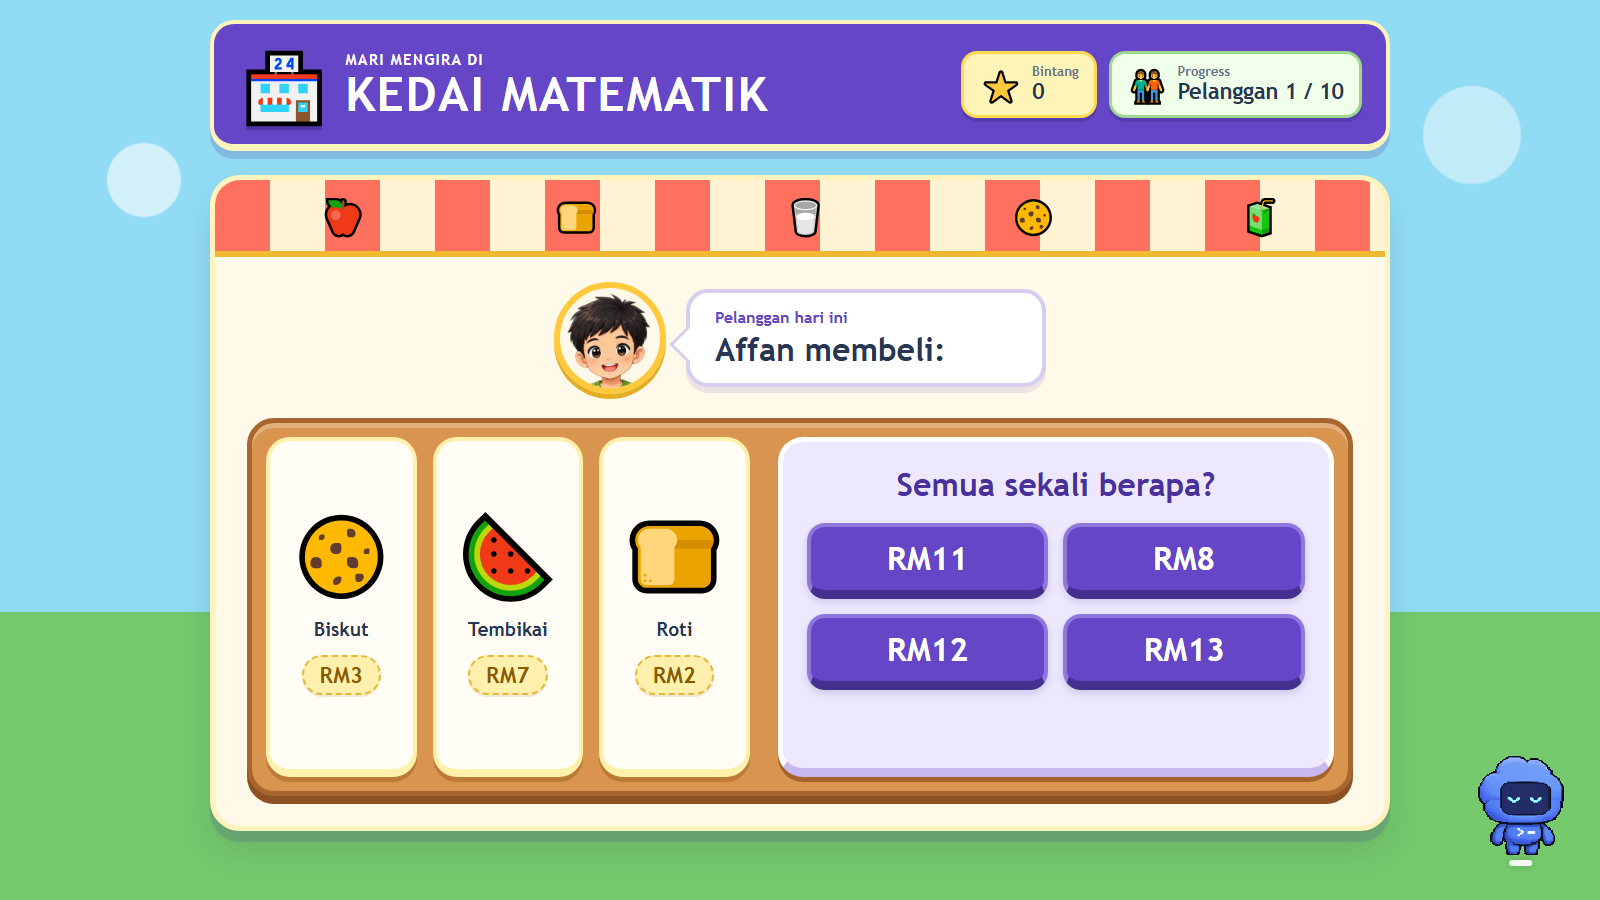 24
MARI MENGIRA DI
KEDAI MATEMATIK
Bintang
0
Progress
Pelanggan 1 / 10
Pelanggan hari ini
Affan membeli:
Biskut
RM3
Tembikai
RM7
Roti
RM2
Semua sekali berapa?
RM11
RM8
RM12
RM13